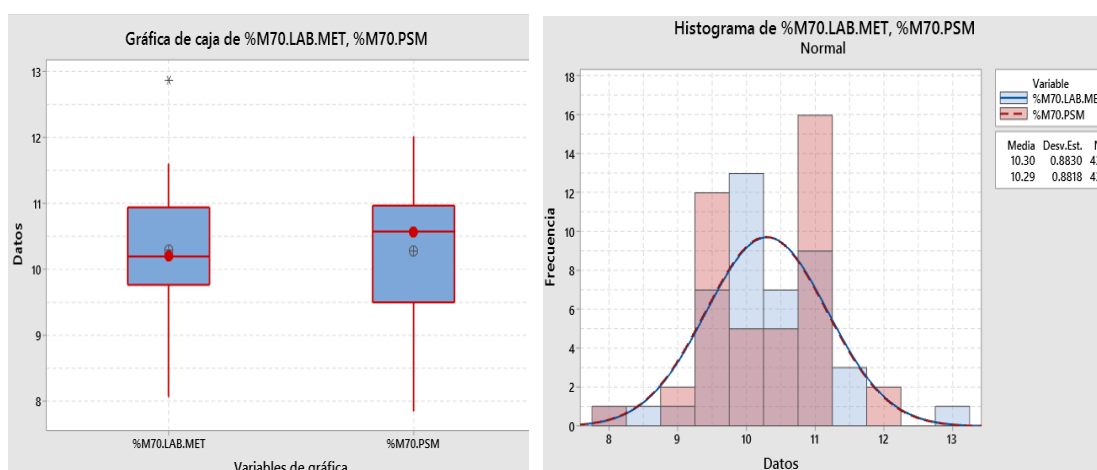 Gráfica de caja de %M70.LAB.MET, %M70.PSM
13
12
11
10
9
8
Datos
%M70.LAB.MET
%M70.PSM
Variables de gráfica
Histograma de %M70.LAB.MET, %M70.PSM
Normal
18
16
14
12
10
8
6
4
2
0
Frecuencia
8 9 10 11 12 13
Datos
Variable
%M70.LAB.ME
%M70.PSM
Media Desv.Est.
10.30 0.8830
10.29 0.8818